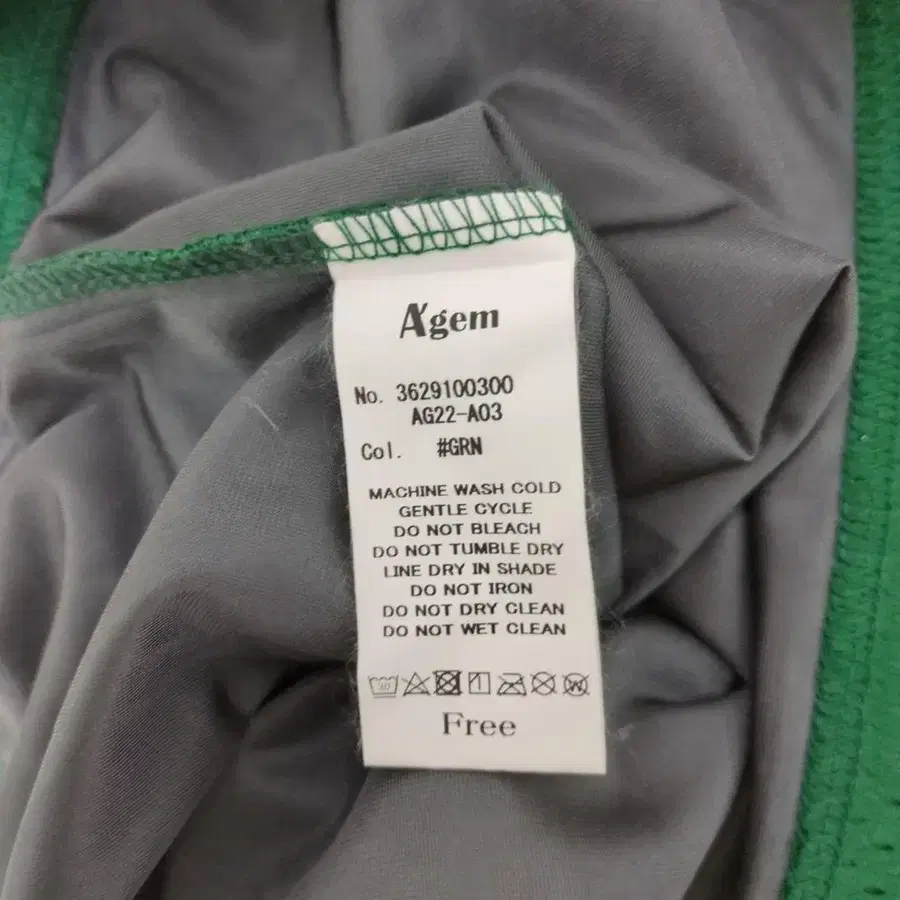 A'gem
No. 3629100300
AG22-A03
Col. #GRN
MACHINE WASH COLD
GENTLE CYCLE
DO NOT BLEACH
DO NOT TUMBLE DRY
LINE DRY IN SHADE
DO NOT IRON
DO NOT DRY CLEAN
DO NOT WET CLEAN
Free